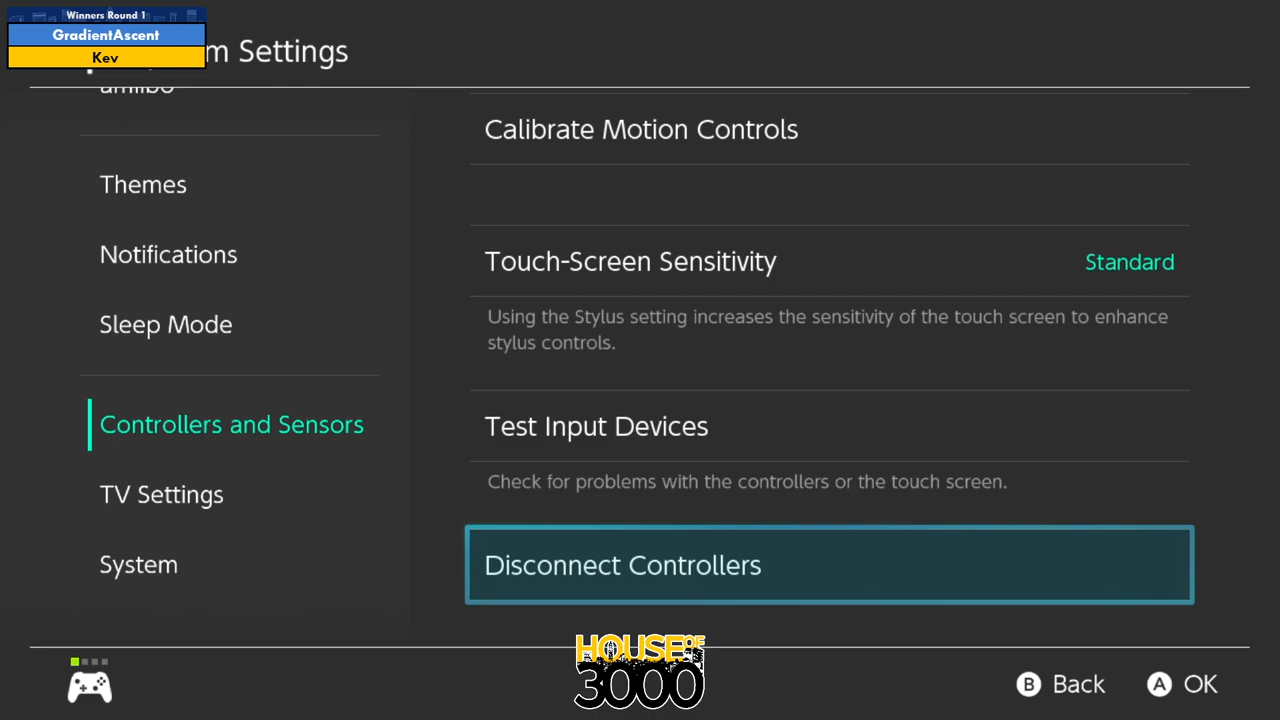 Winners Round 1
GradientAscent
Kev
m Settings
amiibo
Themes
Notifications
Sleep Mode
Controllers and Sensors
TV Settings
System
Calibrate Motion Controls
Touch-Screen Sensitivity Standard
Using the Stylus setting increases the sensitivity of the touch screen to enhance
stylus controls.
Test Input Devices
Check for problems with the controllers or the touch screen.
Disconnect Controllers
HOUSE OF
3000
B Back A OK